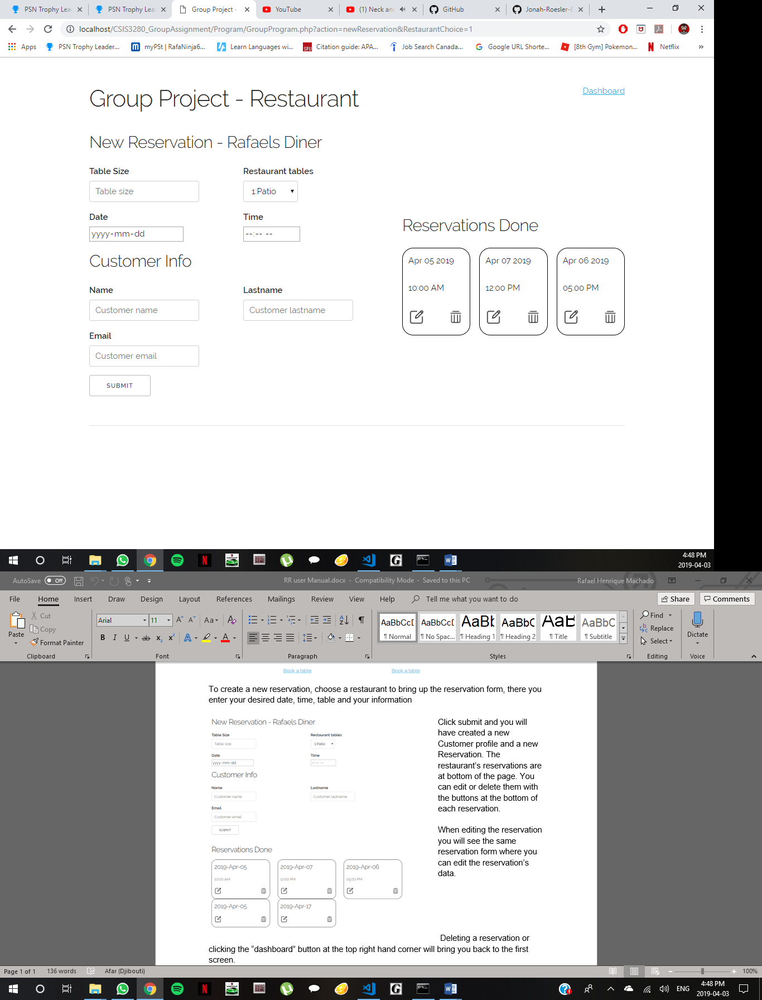 PSN Trophy Lea
PSN Trophy Lea
Group Project -
YouTube
(1) Neck and
GitHub
Jonah-Roesler-E
localhost/CSIS3280_GroupAssignment/Program/GroupProgram.php?action=newReservation&RestaurantChoice=1
Apps
PSN Trophy Leader...
myPSt | RafaNinja6...
Learn Languages wi...
SFU
Citation guide: APA...
Job Search Canada...
Google URL Shorte...
[8th Gym] Pokemon...
Netflix
»
Group Project - Restaurant
Dashboard
New Reservation - Rafaels Diner
Table Size
Restaurant tables
Table size
1:Patio
Date
Time
yyyy-mm-dd
--:-- --
Reservations Done
Customer Info
Apr 05 2019
Apr 07 2019
Apr 06 2019
10:00 AM
12:00 PM
05:00 PM
Name
Lastname
Customer name
Customer lastname
Email
Customer email
SUBMIT
4:48 PM
2019-04-03
AutoSave Off
RR user Manual.docx - Compatibility Mode - Saved to this PC
Rafael Henrique Machado
File Home Insert Draw Design Layout References Mailings Review View Help Tell me what you want to do
Share
Comments
Paste
Cut
Copy
Format Painter
Clipboard
Arial
11
Font
Paragraph
AaBbCcI
¶ Normal
AaBbCcI
¶ No Spac...
AaBl
¶ Heading 1
AaBbC
¶ Heading 2
AaB
¶ Title
AaBbC
¶ Subtitle
Styles
Find
Replace
Select
Editing
Dictate
Voice
Book a table
Book a table
To create a new reservation, choose a restaurant to bring up the reservation form, there you
enter your desired date, time, table and your information
New Reservation - Rafaels Diner
Table Size
Restaurant tables
Table size
1:Patio
Date
Time
yyyy-mm-dd
--:-- --
Customer Info
Name
Lastname
Customer name
Customer lastname
Email
Customer email
SUBMIT
Reservations Done
2019-Apr-05
2019-Apr-07
2019-Apr-06
10:00 AM
12:00 PM
05:00 PM
2019-Apr-05
2019-Apr-17
Click submit and you will
have created a new
Customer profile and a new
Reservation. The
restaurant’s reservations are
at bottom of the page. You
can edit or delete them with
the buttons at the bottom of
each reservation.
When editing the reservation
you will see the same
reservation form where you
can edit the reservation’s
data.
Deleting a reservation or
clicking the “dashboard” button at the top right hand corner will bring you back to the first
screen.
Page 1 of 1
136 words
Afar (Djibouti)
100%
ENG
4:48 PM
2019-04-03